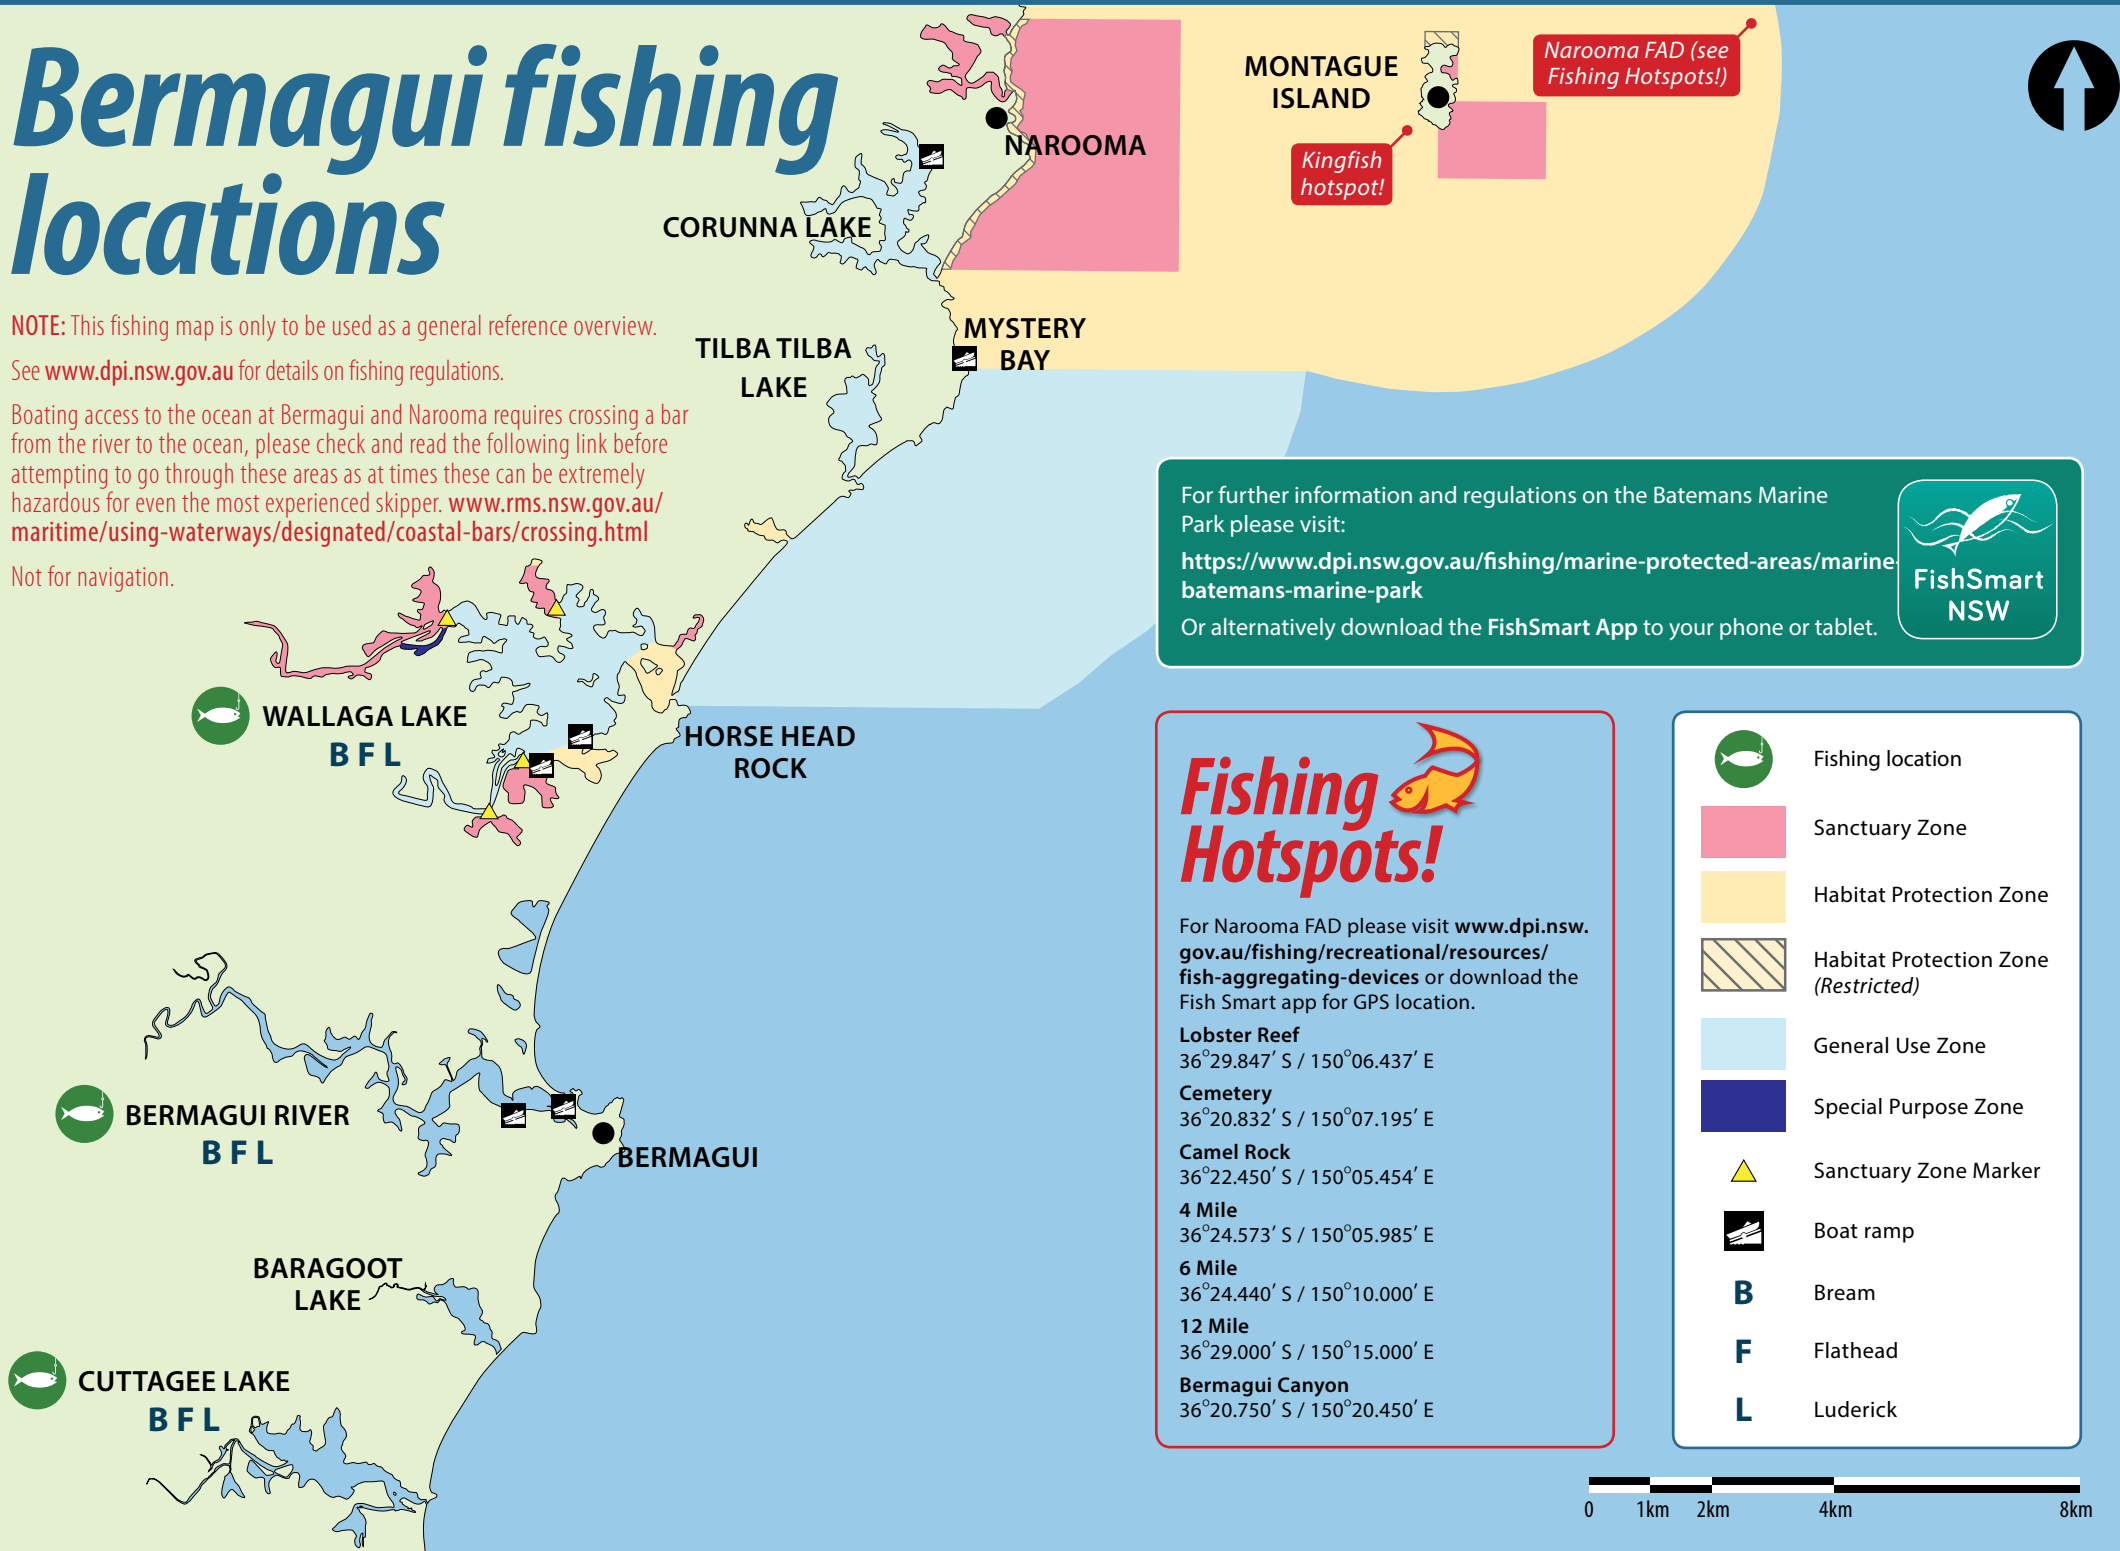 Bermagui fishing
locations
NOTE: This fishing map is only to be used as a general reference overview.
See www.dpi.nsw.gov.au for details on fishing regulations.
Boating access to the ocean at Bermagui and Narooma requires crossing a bar
from the river to the ocean, please check and read the following link before
attempting to go through these areas as at times these can be extremely
hazardous for even the most experienced skipper. www.rms.nsw.gov.au/
maritime/using-waterways/designated/coastal-bars/crossing.html
Not for navigation.
NAROOMA
MONTAGUE
ISLAND
Narooma FAD (see
Fishing Hotspots!)
Kingfish
hotspot!
CORUNNA LAKE
MYSTERY
BAY
TILBA TILBA
LAKE
WALLAGA LAKE
B F L
HORSE HEAD
ROCK
BERMAGUI RIVER
B F L
BERMAGUI
BARAGOOT
LAKE
CUTTAGEE LAKE
B F L
For further information and regulations on the Batemans Marine
Park please visit:
https://www.dpi.nsw.gov.au/fishing/marine-protected-areas/marine-
batemans-marine-park
Or alternatively download the FishSmart App to your phone or tablet.
FishSmart
NSW
Fishing
Hotspots!
For Narooma FAD please visit www.dpi.nsw.
gov.au/fishing/recreational/resources/
fish-aggregating-devices or download the
Fish Smart app for GPS location.
Lobster Reef
36°29.847′ S / 150°06.437′ E
Cemetery
36°20.832′ S / 150°07.195′ E
Camel Rock
36°22.450′ S / 150°05.454′ E
4 Mile
36°24.573′ S / 150°05.985′ E
6 Mile
36°24.440′ S / 150°10.000′ E
12 Mile
36°29.000′ S / 150°15.000′ E
Bermagui Canyon
36°20.750′ S / 150°20.450′ E
Fishing location
Sanctuary Zone
Habitat Protection Zone
Habitat Protection Zone
(Restricted)
General Use Zone
Special Purpose Zone
Sanctuary Zone Marker
Boat ramp
B Bream
F Flathead
L Luderick
0 1km 2km 4km 8km